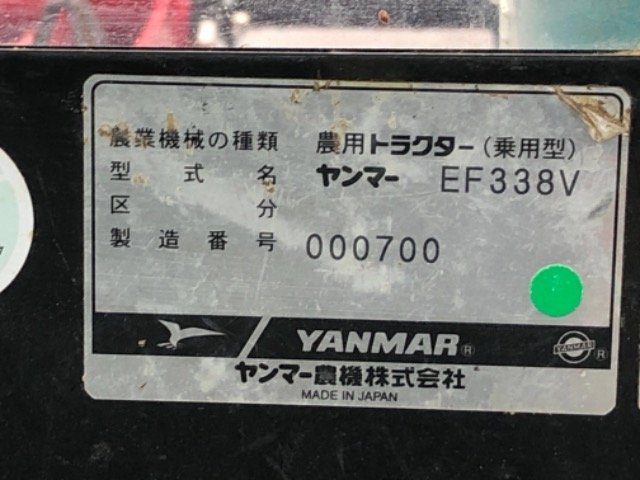 農業機械の種類 農用トラクター(乗用型)
型式名 ヤンマー EF338V
区分
製造番号 000700
YANMAR®
YANMAR ®
ヤンマー農機株式会社
MADE IN JAPAN